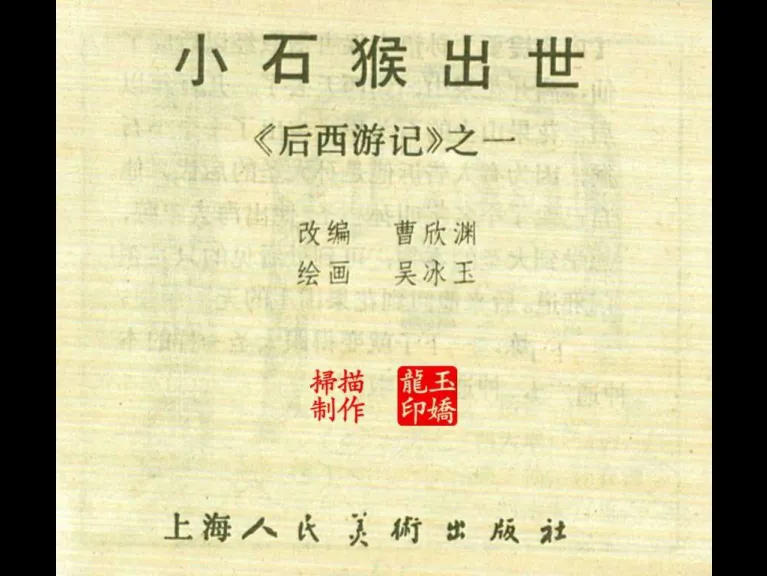 小石猴出世
《后西游记》之一
改编 曹欣渊
绘画 吴冰玉
掃描 玉嬌
制作 龍印
上海人民美術出版社